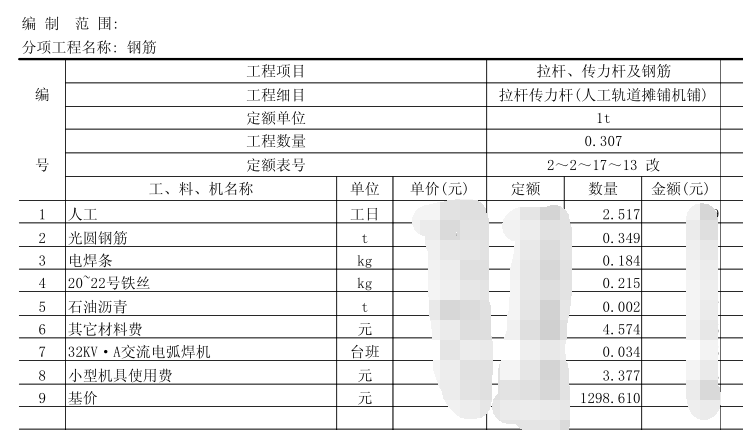 编 制 范 围:
分项工程名称: 钢筋
编号 工程项目 拉杆、传力杆及钢筋
工程细目 拉杆传力杆(人工轨道摊铺机铺)
定额单位 1t
工程数量 0.307
定额表号 2～2～17～13 改
工、料、机名称 单位 单价(元) 定额 数量 金额(元)
1 人工 工日 2.517
2 光圆钢筋 t 0.349
3 电焊条 kg 0.184
4 20~22号铁丝 kg 0.215
5 石油沥青 t 0.002
6 其它材料费 元 4.574
7 32KV·A交流电弧焊机 台班 0.034
8 小型机具使用费 元 3.377
9 基价 元 1298.610